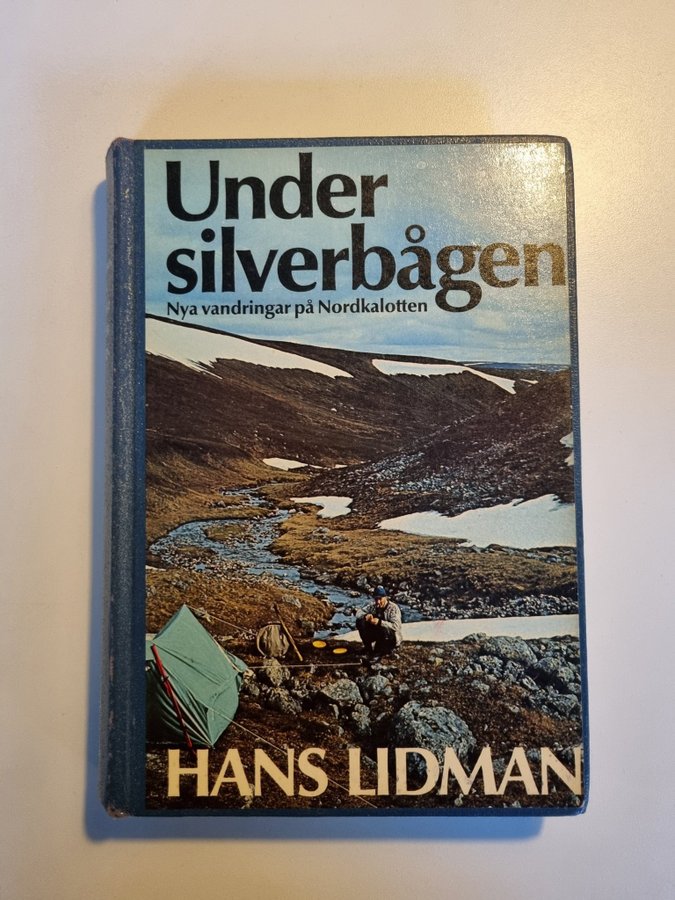 Under
silverbågen
Nya vandringar på Nordkalotten
HANS LIDMAN